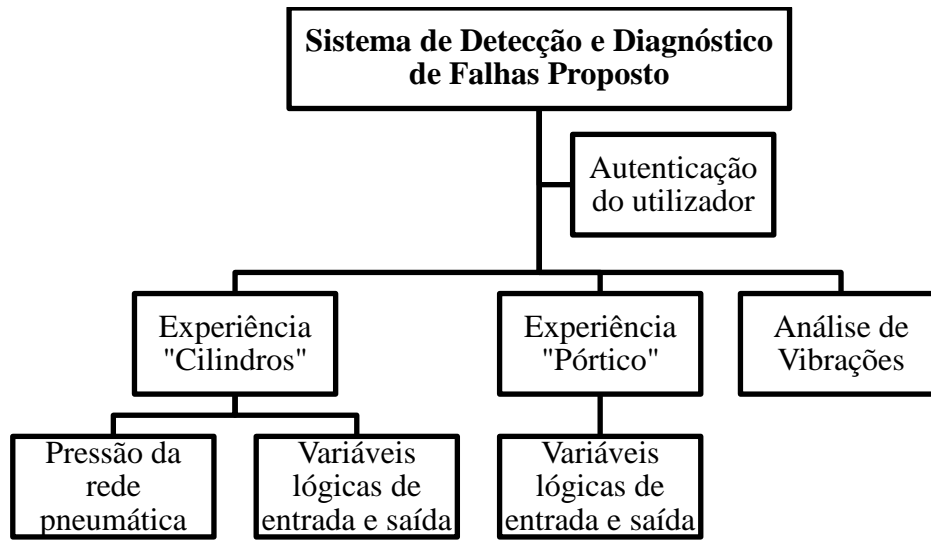 Sistema de Detecção e Diagnóstico
de Falhas Proposto
Autenticação
do utilizador
Experiência
"Cilindros"
Experiência
"Pórtico"
Análise de
Vibrações
Pressão da
rede
pneumática
Variáveis
lógicas de
entrada e saída
Variáveis
lógicas de
entrada e saída